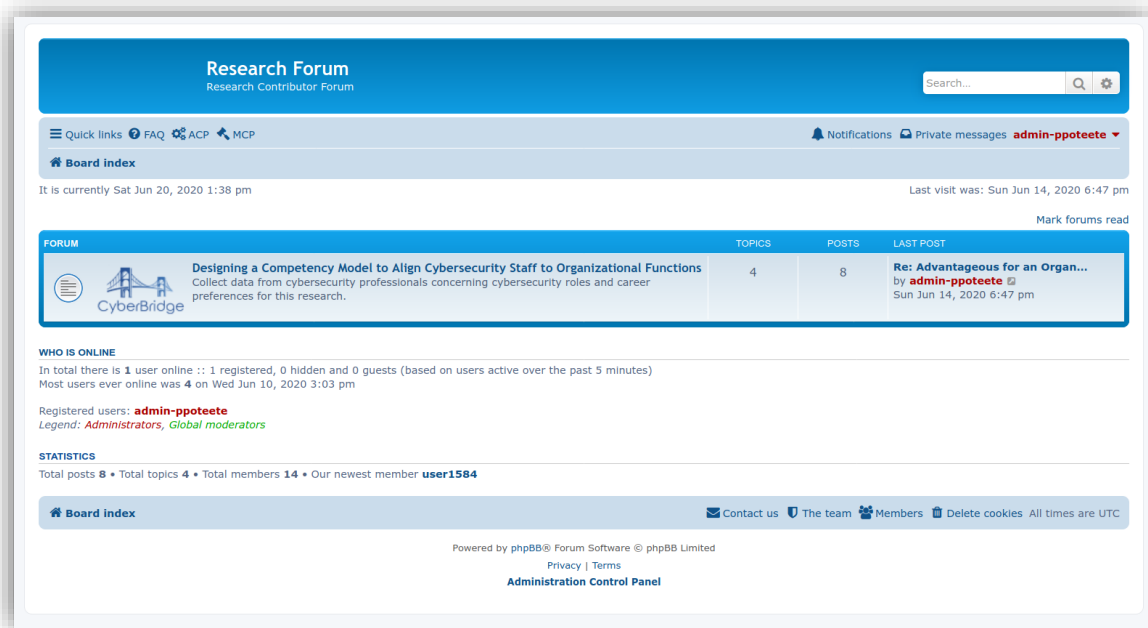 Research Forum
Research Contributor Forum
Search...
Quick links FAQ ACP MCP
Notifications Private messages admin-ppoteete
Board index
It is currently Sat Jun 20, 2020 1:38 pm
Last visit was: Sun Jun 14, 2020 6:47 pm
Mark forums read
FORUM TOPICS POSTS LAST POST
CyberBridge
Designing a Competency Model to Align Cybersecurity Staff to Organizational Functions
Collect data from cybersecurity professionals concerning cybersecurity roles and career
preferences for this research.
4
8
Re: Advantageous for an Organ...
by admin-ppoteete
Sun Jun 14, 2020 6:47 pm
WHO IS ONLINE
In total there is 1 user online :: 1 registered, 0 hidden and 0 guests (based on users active over the past 5 minutes)
Most users ever online was 4 on Wed Jun 10, 2020 3:03 pm
Registered users: admin-ppoteete
Legend: Administrators, Global moderators
STATISTICS
Total posts 8 • Total topics 4 • Total members 14 • Our newest member user1584
Board index
Contact us The team Members Delete cookies All times are UTC
Powered by phpBB® Forum Software © phpBB Limited
Privacy | Terms
Administration Control Panel